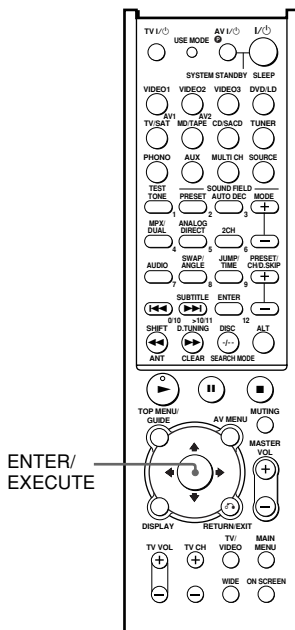 TV I/⏻ AV I/⏻ I/⏻
USE MODE P
SYSTEM STANDBY SLEEP
VIDEO1 VIDEO2 VIDEO3 DVD/LD
AV1 AV2
TV/SAT MD/TAPE CD/SACD TUNER
PHONO AUX MULTI CH SOURCE
TEST TONE PRESET SOUND FIELD AUTO DEC MODE
1 2 3 +
MPX/DUAL ANALOG DIRECT 2CH
4 5 6 –
AUDIO SWAP/ANGLE JUMP/TIME PRESET/CH/D.SKIP
7 8 9 +
SUBTITLE ENTER
0/10 >10/11 12 –
SHIFT D.TUNING DISC ALT
-/--
ANT CLEAR SEARCH MODE
TOP MENU/GUIDE AV MENU MUTING
MASTER VOL
+
ENTER/
EXECUTE
–
DISPLAY RETURN/EXIT
TV VOL TV CH TV/VIDEO MAIN MENU
+ +
WIDE ON SCREEN
– –